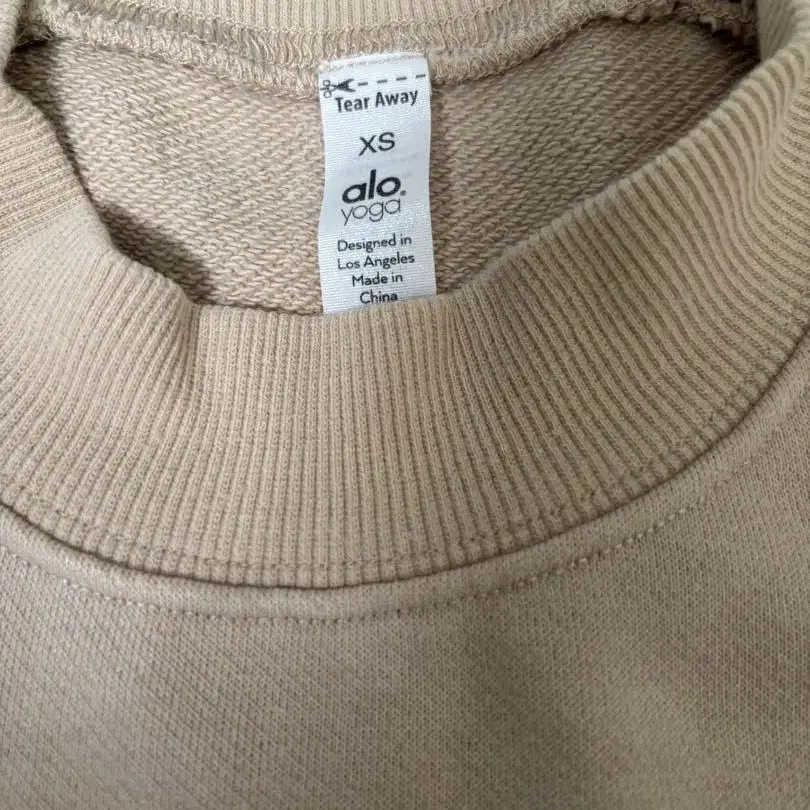 Tear Away
XS
alo®
yoga
Designed in
Los Angeles
Made in
China